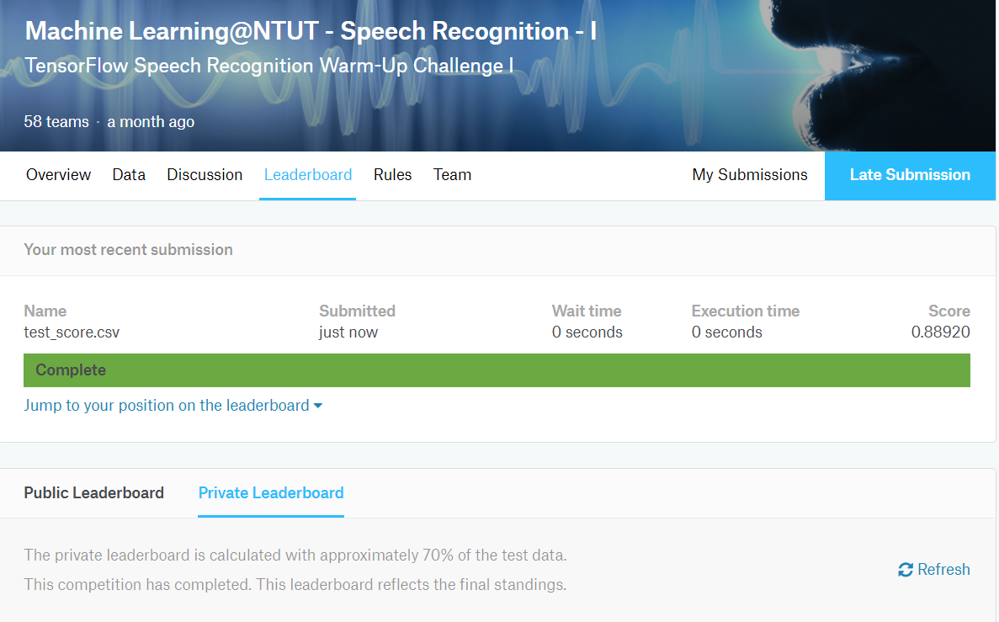 Machine Learning@NTUT - Speech Recognition - I
TensorFlow Speech Recognition Warm-Up Challenge I
58 teams · a month ago
Overview Data Discussion Leaderboard Rules Team My Submissions Late Submission
Your most recent submission
Name Submitted Wait time Execution time Score
test_score.csv just now 0 seconds 0 seconds 0.88920
Complete
Jump to your position on the leaderboard
Public Leaderboard Private Leaderboard
The private leaderboard is calculated with approximately 70% of the test data.
This competition has completed. This leaderboard reflects the final standings.
Refresh